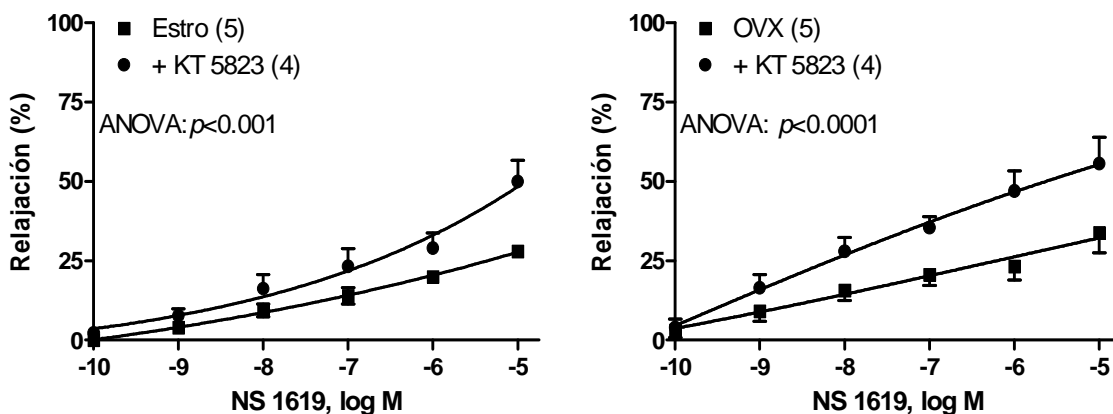 Estro (5)
+ KT 5823 (4)
ANOVA: p<0.001
Relajación (%)
100
75
50
25
0
-10 -9 -8 -7 -6 -5
NS 1619, log M
OVX (5)
+ KT 5823 (4)
ANOVA: p<0.0001
Relajación (%)
100
75
50
25
0
-10 -9 -8 -7 -6 -5
NS 1619, log M